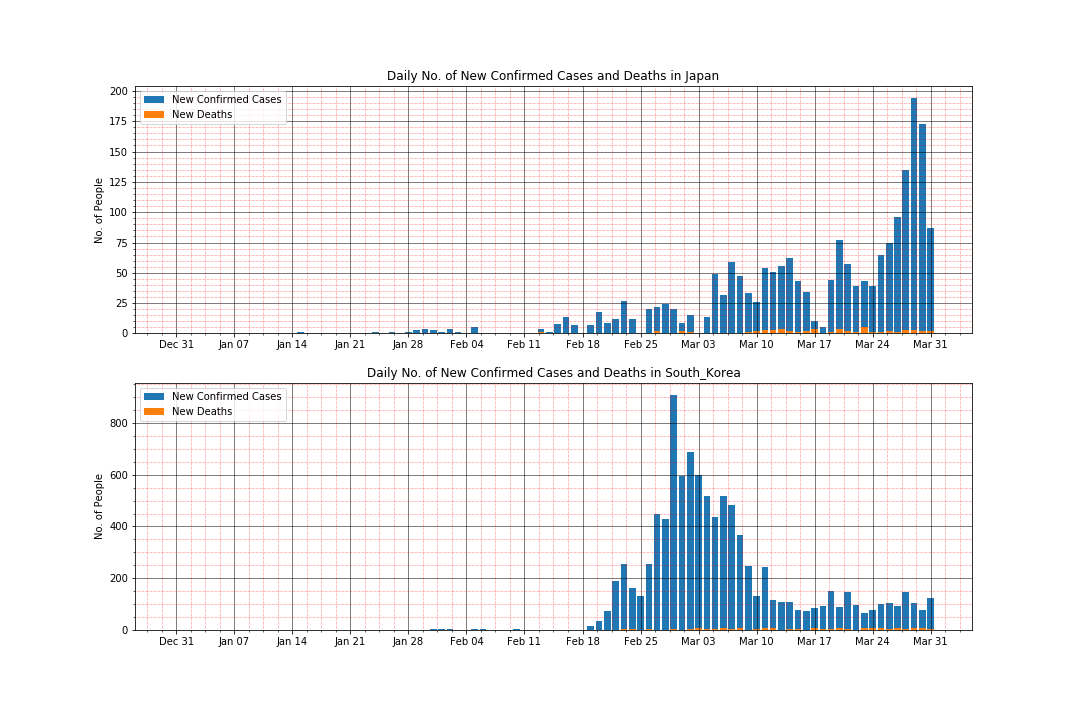 Daily No. of New Confirmed Cases and Deaths in Japan
200
175
150
125
100
75
50
25
0
No. of People
New Confirmed Cases
New Deaths
Dec 31 Jan 07 Jan 14 Jan 21 Jan 28 Feb 04 Feb 11 Feb 18 Feb 25 Mar 03 Mar 10 Mar 17 Mar 24 Mar 31
Daily No. of New Confirmed Cases and Deaths in South_Korea
800
600
400
200
0
No. of People
New Confirmed Cases
New Deaths
Dec 31 Jan 07 Jan 14 Jan 21 Jan 28 Feb 04 Feb 11 Feb 18 Feb 25 Mar 03 Mar 10 Mar 17 Mar 24 Mar 31